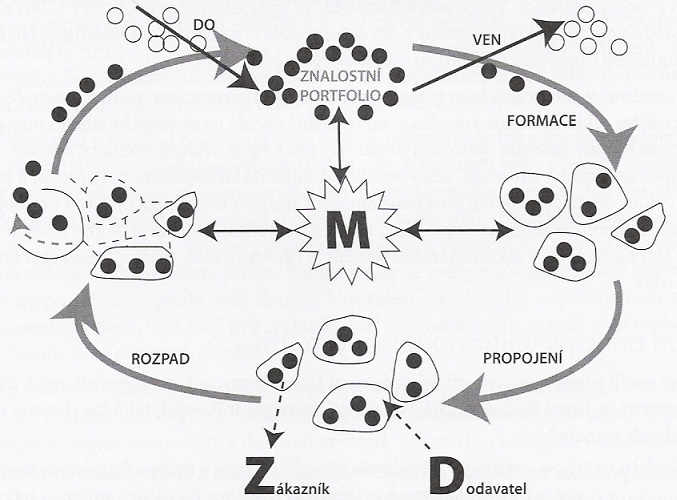 DO
VEN
ZNALOSTNÍ
PORTFOLIO
FORMACE
M
ROZPAD
PROPOJENÍ
Zákazník
Dodavatel